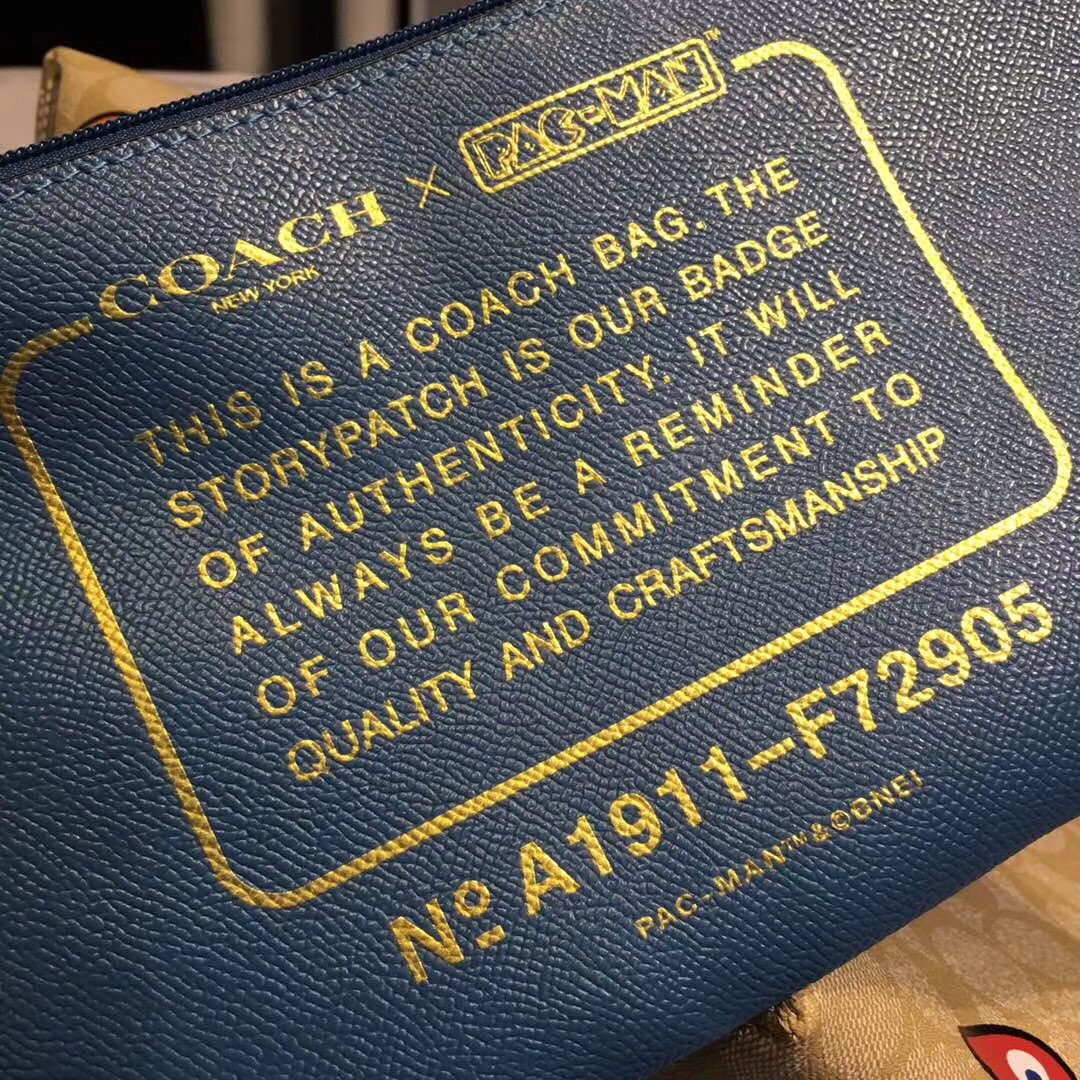 COACH × PAC-MAN™
NEW YORK
THIS IS A COACH BAG. THE
STORYPATCH IS OUR BADGE
OF AUTHENTICITY. IT WILL
ALWAYS BE A REMINDER
OF OUR COMMITMENT TO
QUALITY AND CRAFTSMANSHIP
Nº A1911-F72905
PAC-MAN™&©BNEI